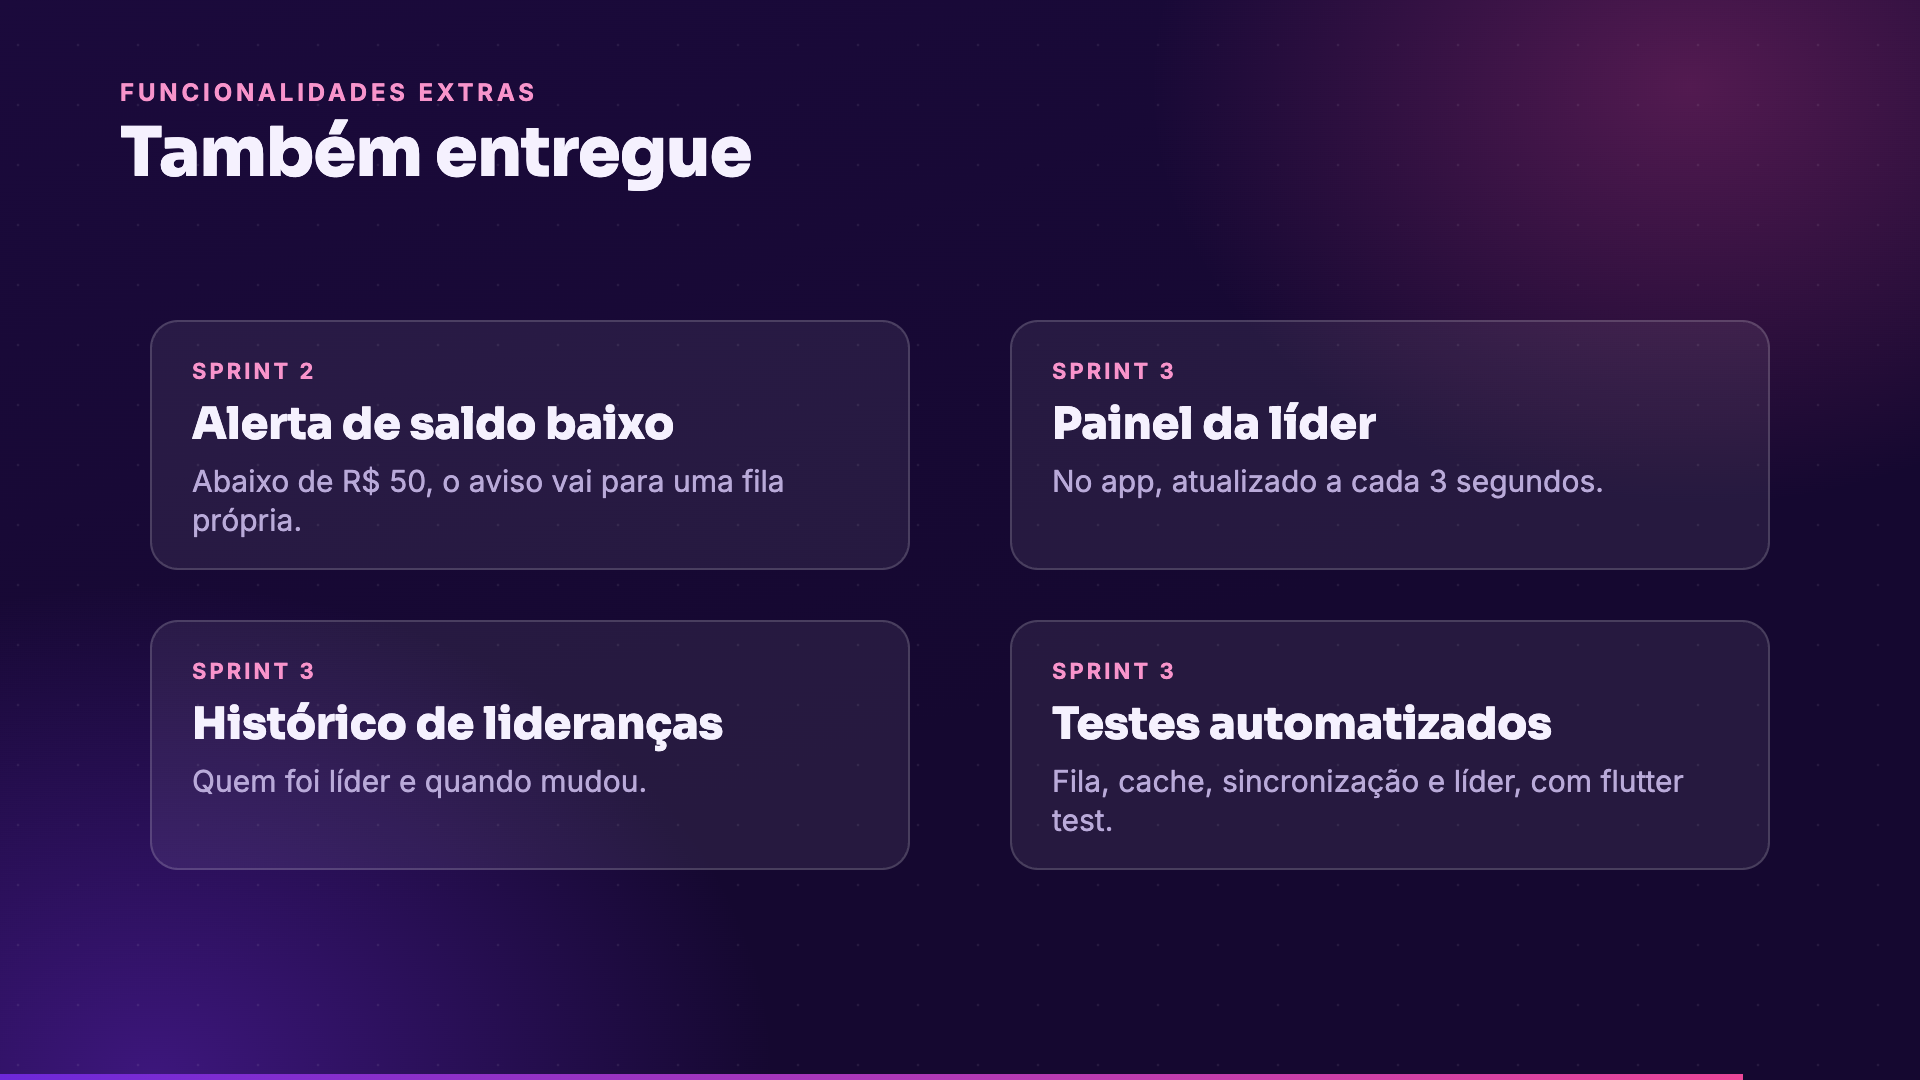 FUNCIONALIDADES EXTRAS
Também entregue
SPRINT 2
Alerta de saldo baixo
Abaixo de R$ 50, o aviso vai para uma fila
própria.
SPRINT 3
Painel da líder
No app, atualizado a cada 3 segundos.
SPRINT 3
Histórico de lideranças
Quem foi líder e quando mudou.
SPRINT 3
Testes automatizados
Fila, cache, sincronização e líder, com flutter
test.